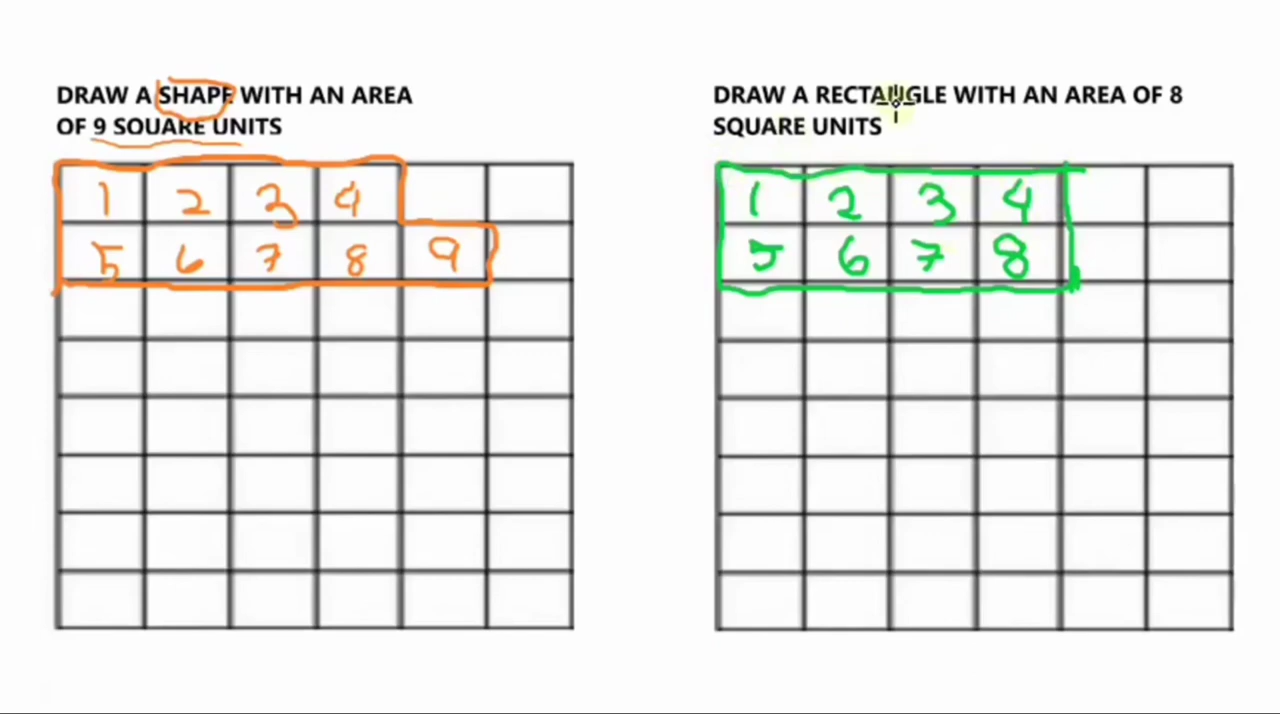 DRAW A SHAPE WITH AN AREA
OF 9 SQUARE UNITS
1 2 3 4
5 6 7 8 9
DRAW A RECTANGLE WITH AN AREA OF 8
SQUARE UNITS
1 2 3 4
5 6 7 8